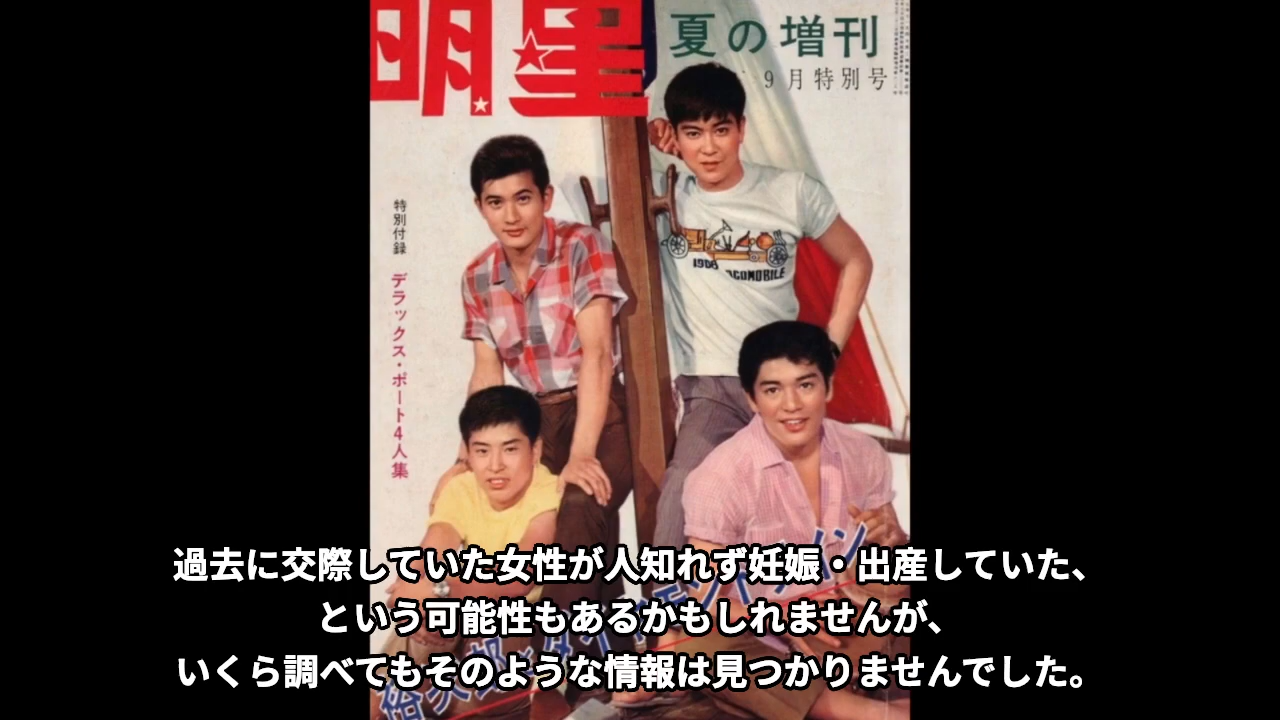 明星
夏の増刊
9月特別号
特別付録
デラックス・ポート4人集
1906 LOCOMOBILE
過去に交際していた女性が人知れず妊娠・出産していた、
という可能性もあるかもしれませんが、
いくら調べてもそのような情報は見つかりませんでした。